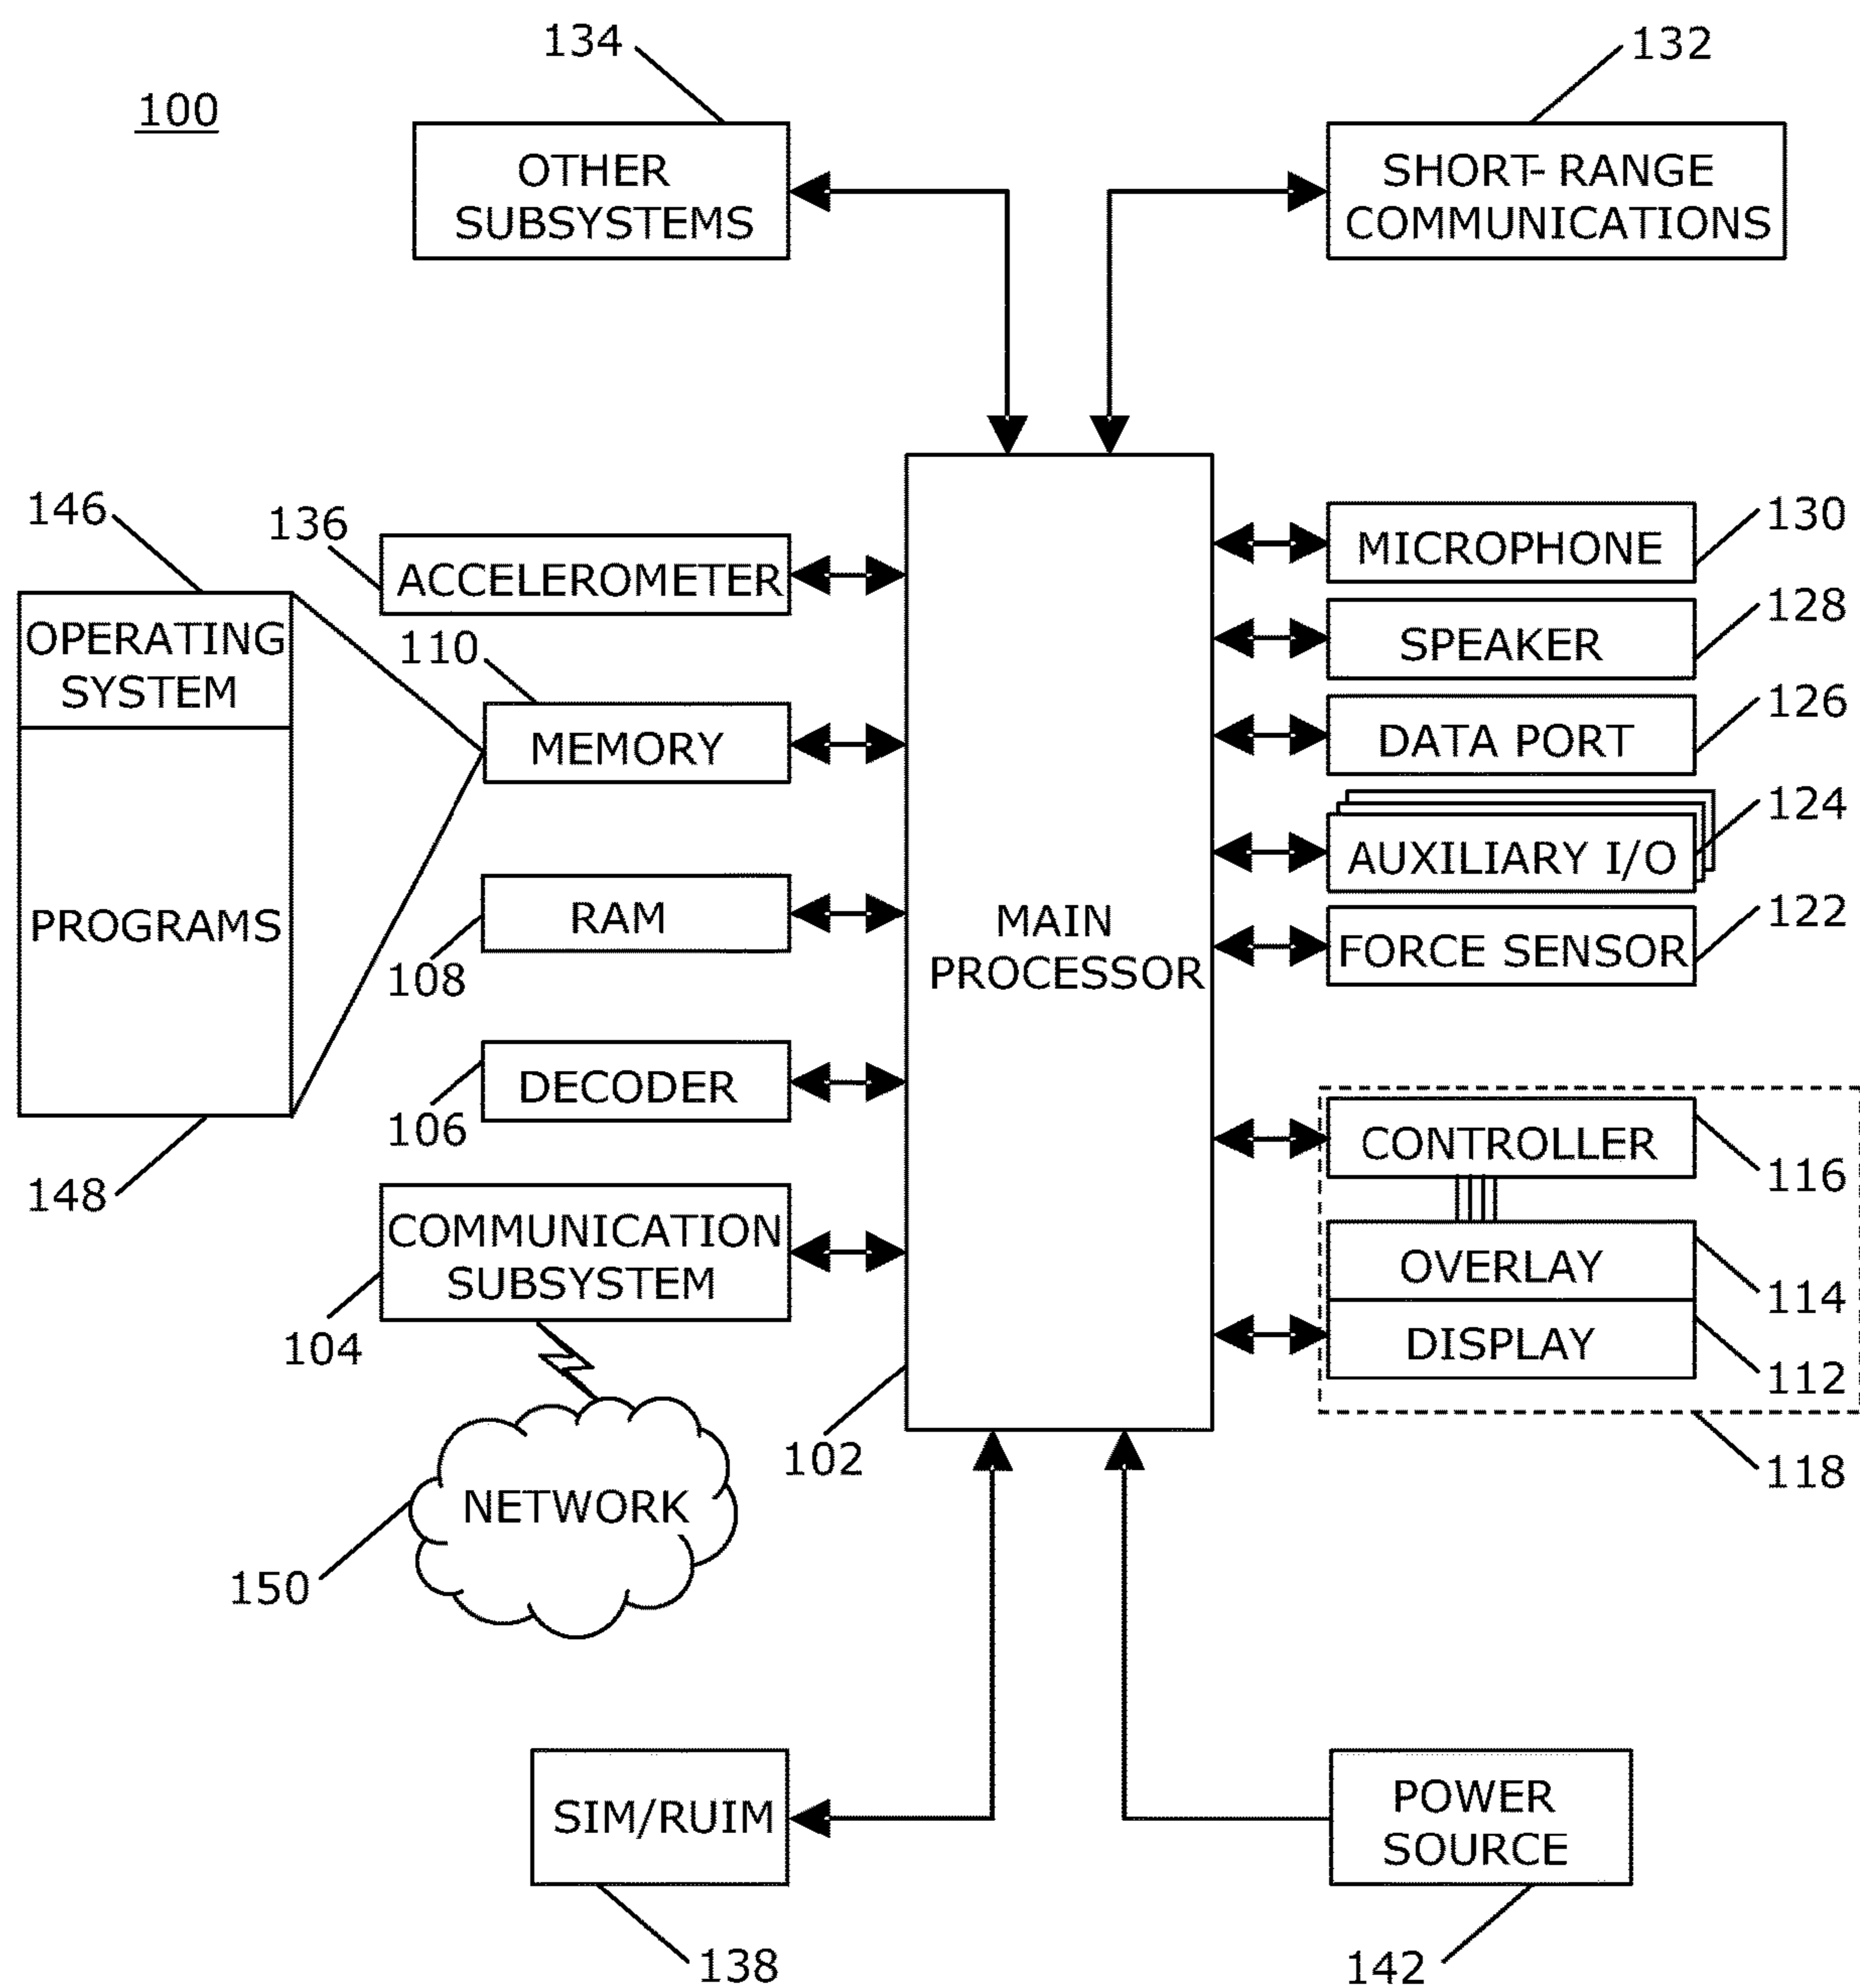 134
132
100
OTHER
SUBSYSTEMS
SHORT- RANGE
COMMUNICATIONS
146
136
ACCELEROMETER
OPERATING
SYSTEM
110
MEMORY
PROGRAMS
RAM
108
DECODER
106
148
COMMUNICATION
SUBSYSTEM
104
NETWORK
150
MAIN
PROCESSOR
102
MICROPHONE
130
SPEAKER
128
DATA PORT
126
AUXILIARY I/O
124
FORCE SENSOR
122
CONTROLLER
116
OVERLAY
114
DISPLAY
112
118
SIM/RUIM
138
POWER
SOURCE
142